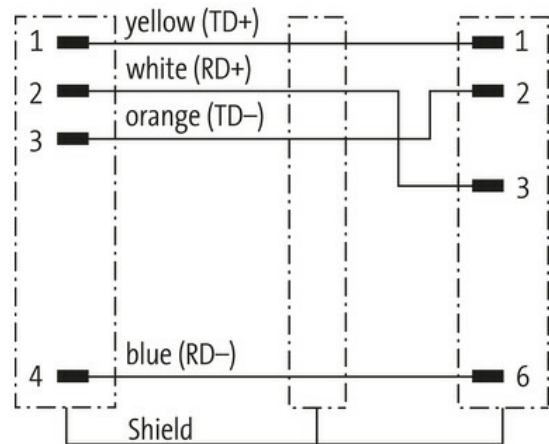 1 yellow (TD+) 1
2 white (RD+) 2
3 orange (TD–)
3
4 blue (RD–) 6
Shield